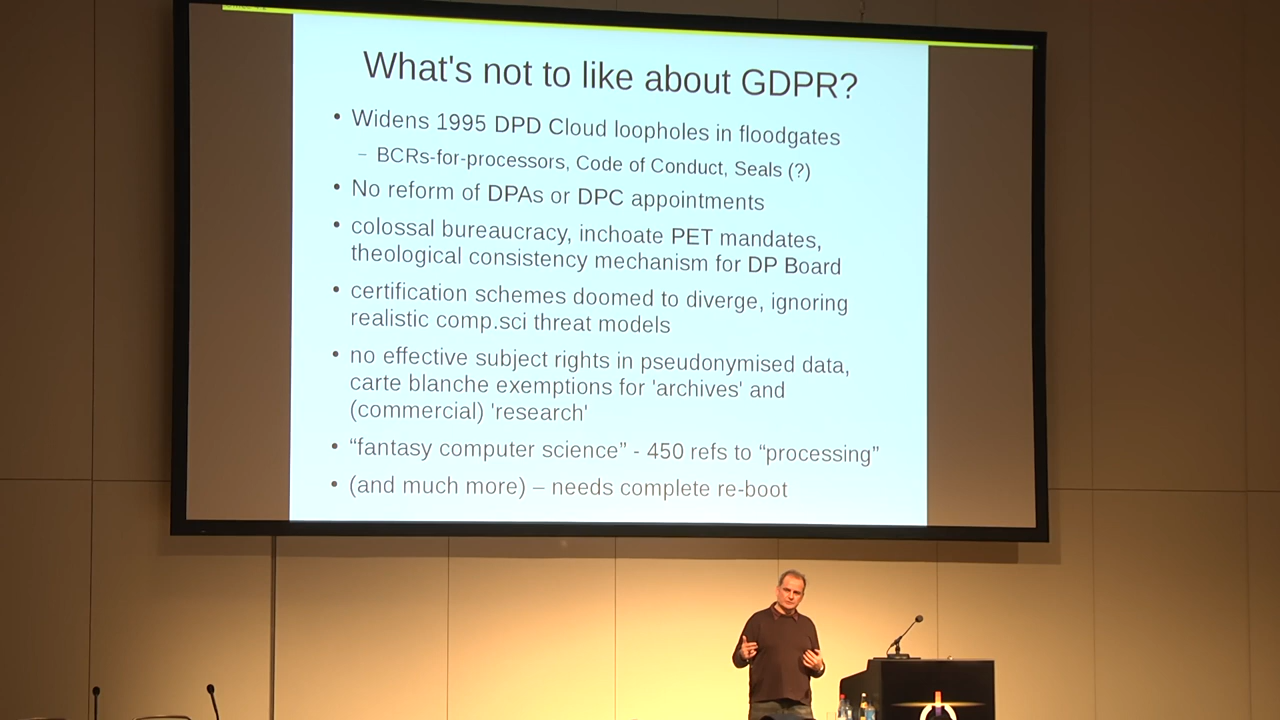 What's not to like about GDPR?
• Widens 1995 DPD Cloud loopholes in floodgates
– BCRs-for-processors, Code of Conduct, Seals (?)
• No reform of DPAs or DPC appointments
• colossal bureaucracy, inchoate PET mandates,
theological consistency mechanism for DP Board
• certification schemes doomed to diverge, ignoring
realistic comp.sci threat models
• no effective subject rights in pseudonymised data,
carte blanche exemptions for 'archives' and
(commercial) 'research'
• “fantasy computer science” - 450 refs to “processing”
• (and much more) – needs complete re-boot